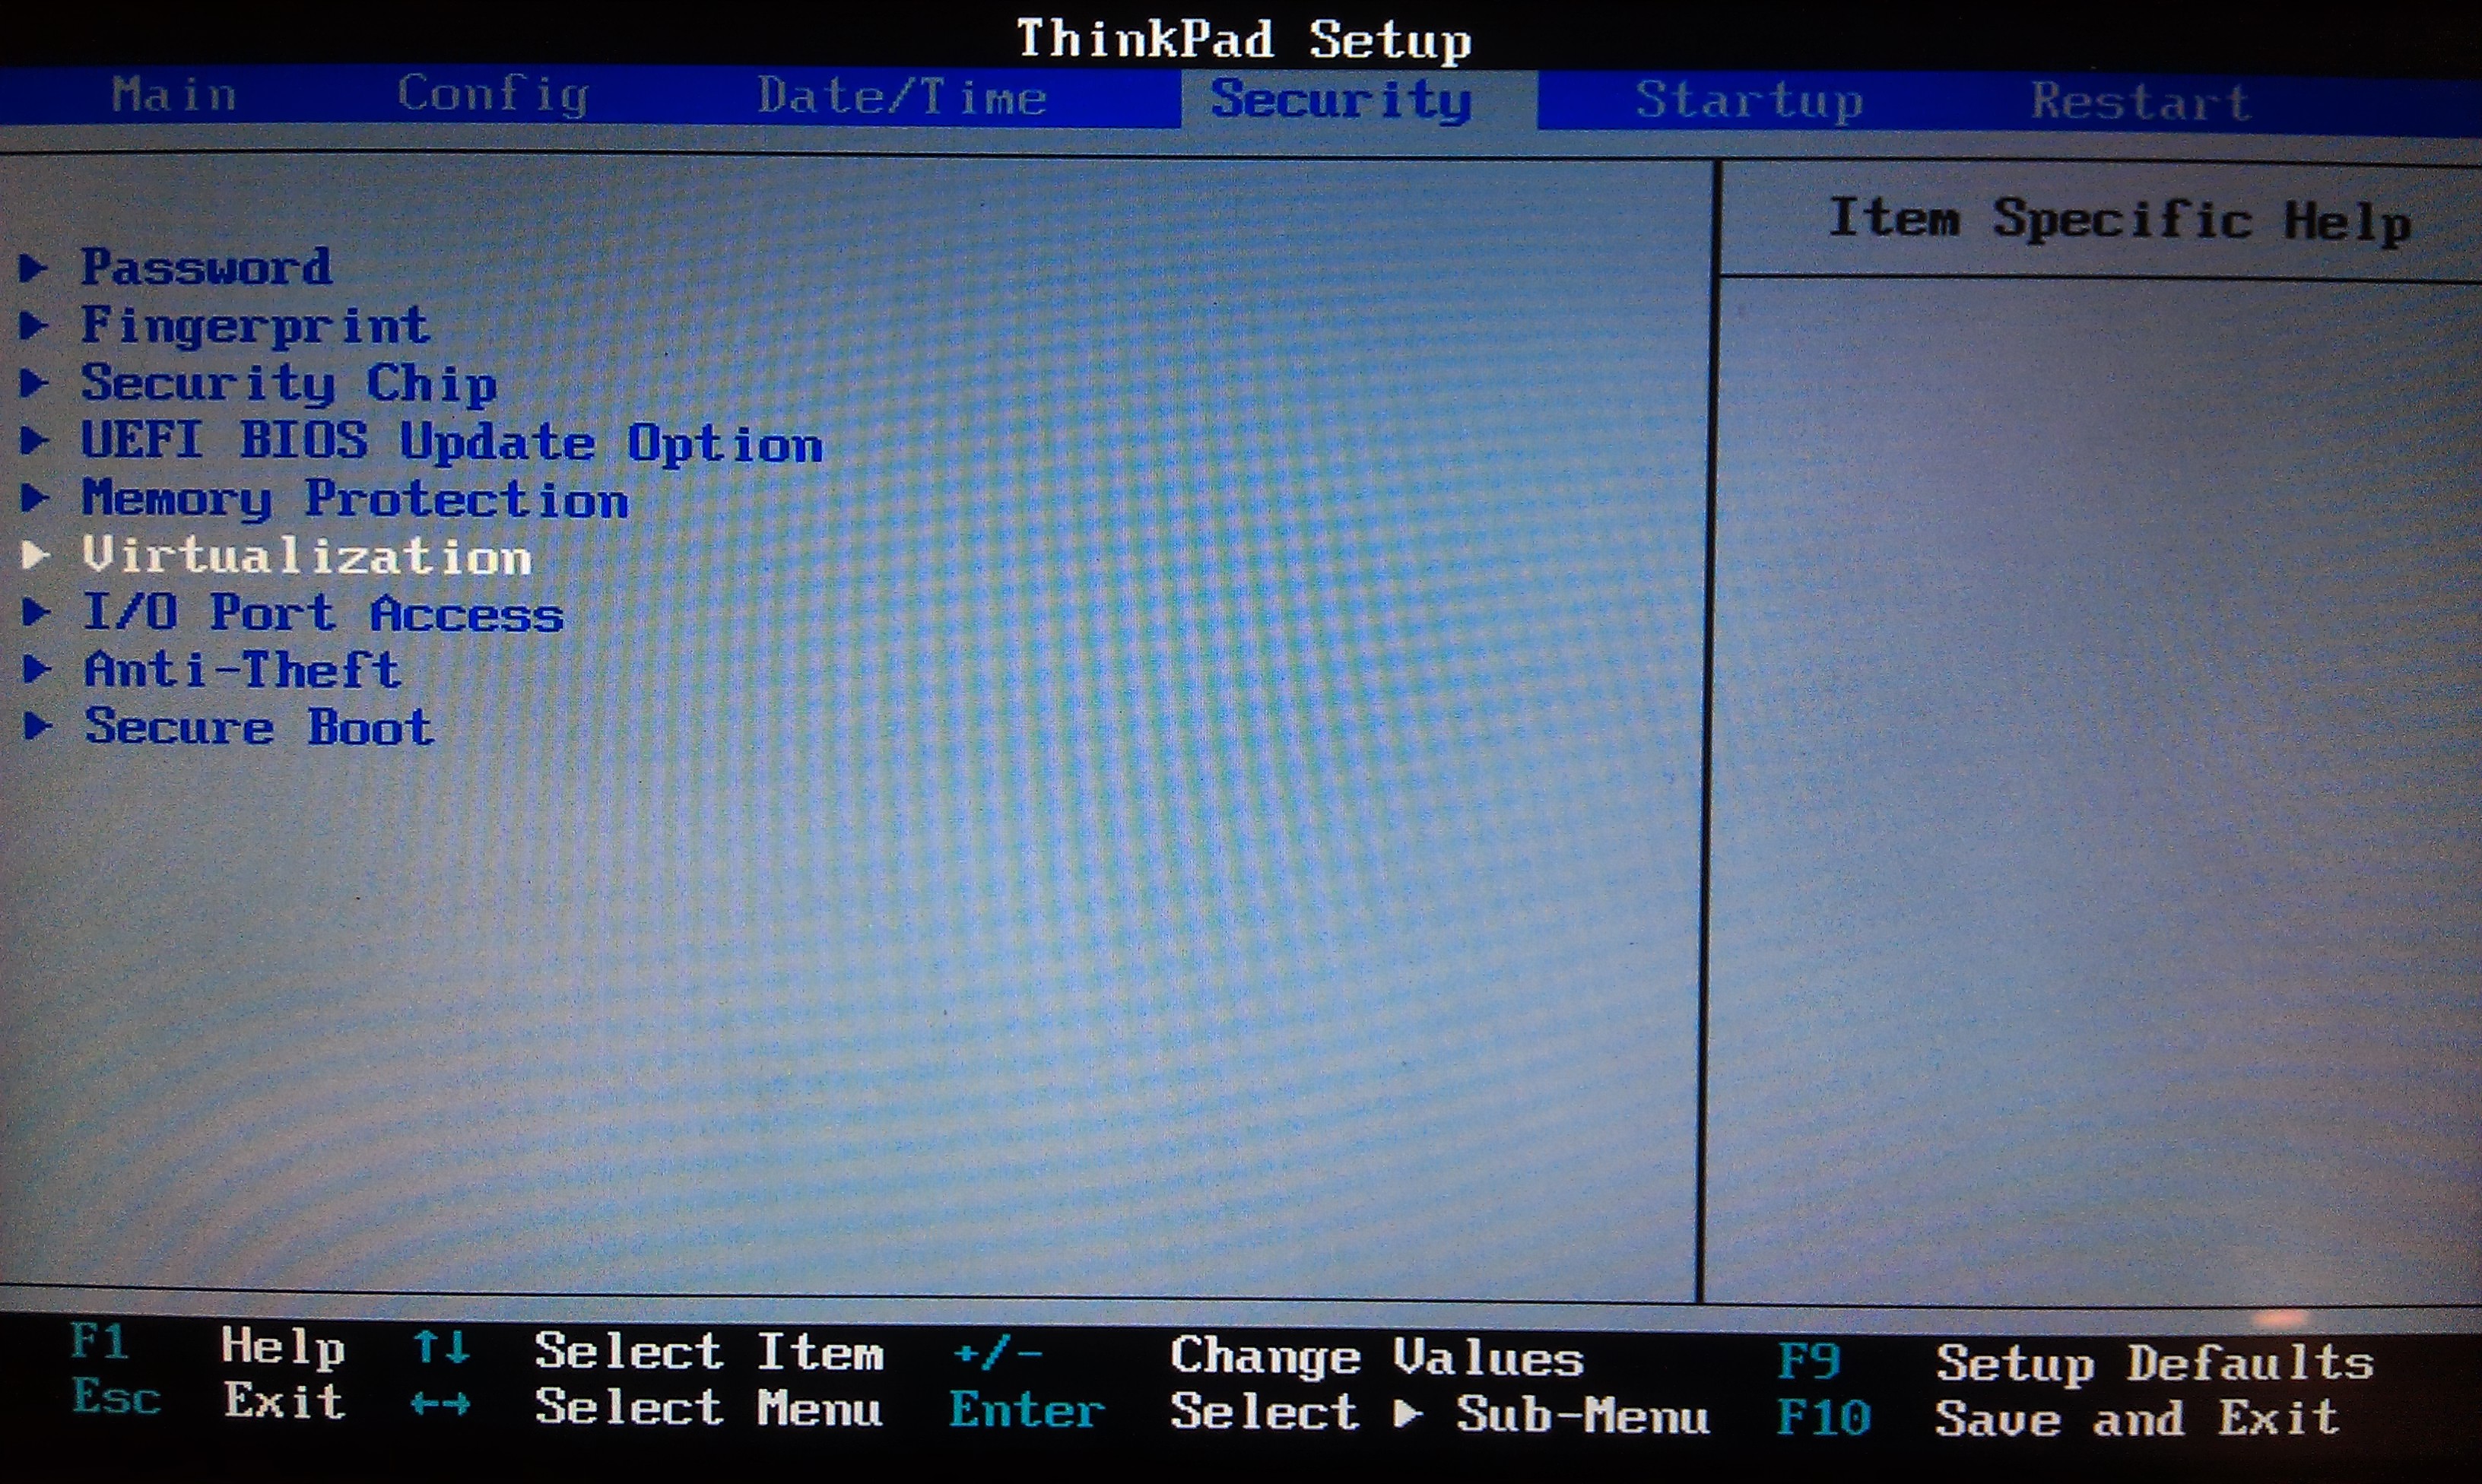 ThinkPad Setup
Main Config Date/Time Security Startup Restart
Item Specific Help
▶ Password
▶ Fingerprint
▶ Security Chip
▶ UEFI BIOS Update Option
▶ Memory Protection
▶ Virtualization
▶ I/O Port Access
▶ Anti-Theft
▶ Secure Boot
F1 Help ↑↓ Select Item +/- Change Values F9 Setup Defaults
Esc Exit ←→ Select Menu Enter Select ▶ Sub-Menu F10 Save and Exit